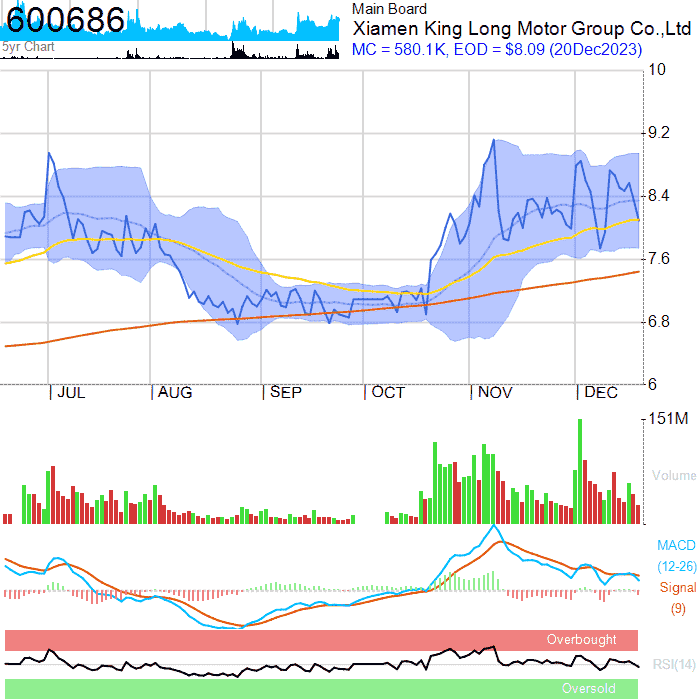 600686
5yr Chart
Main Board
Xiamen King Long Motor Group Co.,Ltd
MC = 580.1K, EOD = $8.09 (20Dec2023)
10
9.2
8.4
7.6
6.8
6
JUL
AUG
SEP
OCT
NOV
DEC
151M
Volume
MACD
(12-26)
Signal
(9)
Overbought
RSI(14)
Oversold